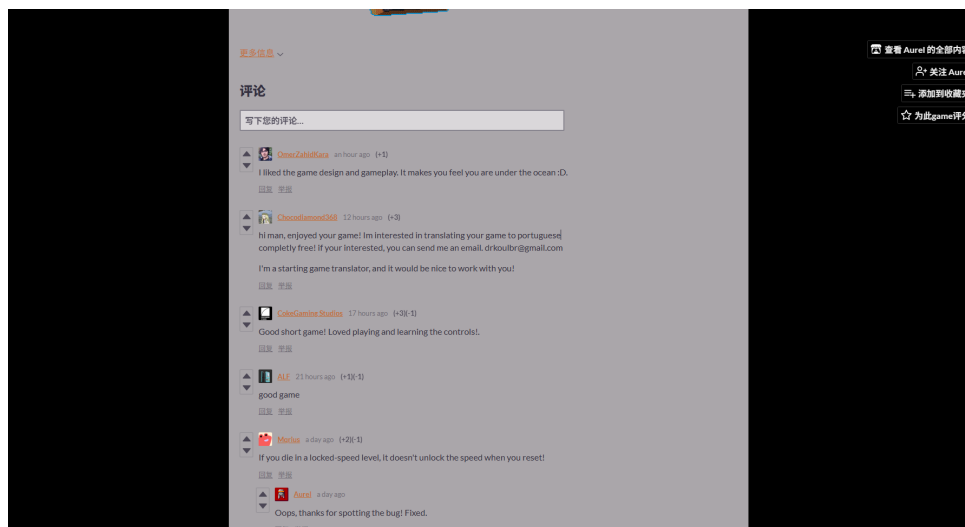 更多信息
查看 Aurel 的全部内容
关注 Aure
添加到收藏夹
为此game评分
评论
写下您的评论...
OmerZahidKara an hour ago (+1)
I liked the game design and gameplay. It makes you feel you are under the ocean :D.
回复 举报
Chocodiamond360 12 hours ago (+3)
hi man, enjoyed your game! Im interested in translating your game to portuguese
completly free! if your interested, you can send me an email. drkoulbr@gmail.com
I'm a starting game translator, and it would be nice to work with you!
回复 举报
CokeGaming Studios 17 hours ago (+3)(-1)
Good short game! Loved playing and learning the controls!.
回复 举报
ALF 21 hours ago (+1)(-1)
good game
回复 举报
Morius a day ago (+2)(-1)
If you die in a locked-speed level, it doesn't unlock the speed when you reset!
回复 举报
Aurel a day ago
Oops, thanks for spotting the bug! Fixed.